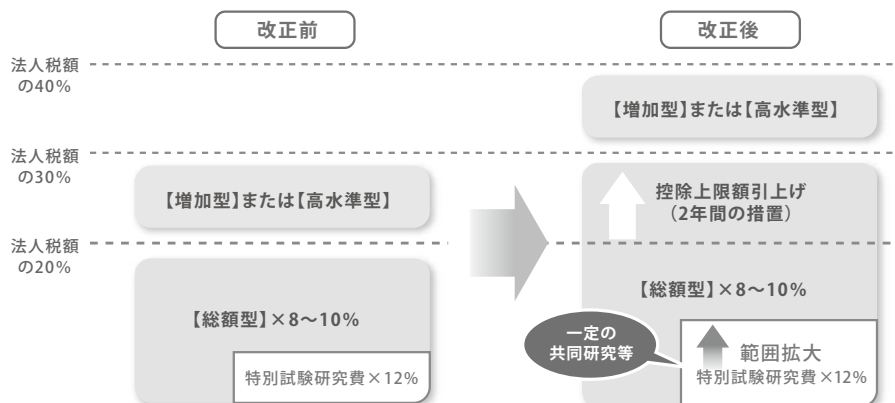 改正前
改正後
法人税額
の40%
【増加型】または【高水準型】
法人税額
の30%
【増加型】または【高水準型】
控除上限額引上げ
（2年間の措置）
法人税額
の20%
【総額型】×8〜10%
【総額型】×8〜10%
一定の
共同研究等
範囲拡大
特別試験研究費×12%
特別試験研究費×12%